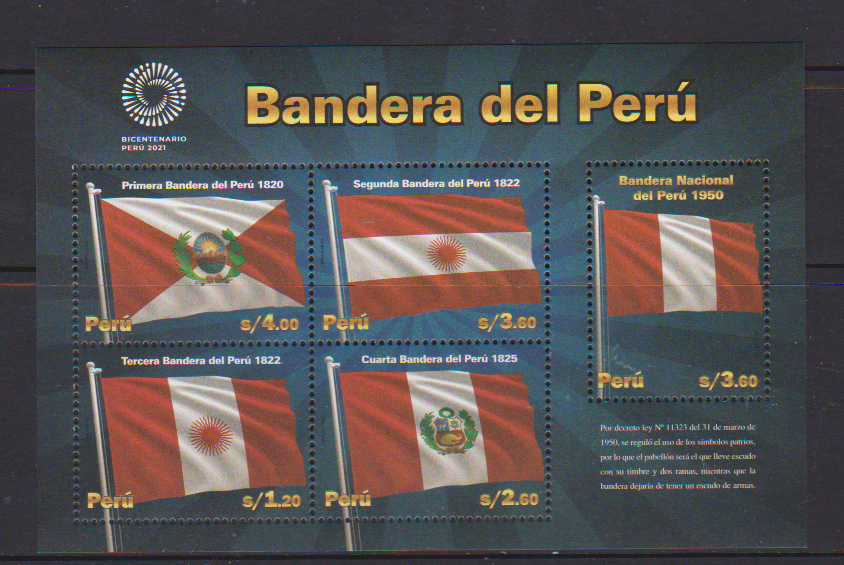 BICENTENARIO
PERÚ 2021
Bandera del Perú
Primera Bandera del Perú 1820
Perú
s/4.00
Segunda Bandera del Perú 1822
Perú
s/3.60
Bandera Nacional
del Perú 1950
Perú
s/3.60
Tercera Bandera del Perú 1822
Perú
s/1.20
Cuarta Bandera del Perú 1825
Perú
s/2.60
Por decreto ley Nº 11323 del 31 de marzo de
1950, se reguló el uso de los símbolos patrios,
por lo que el pabellón será el que lleve escudo
con su timbre y dos ramas, mientras que la
bandera dejaría de tener un escudo de armas.